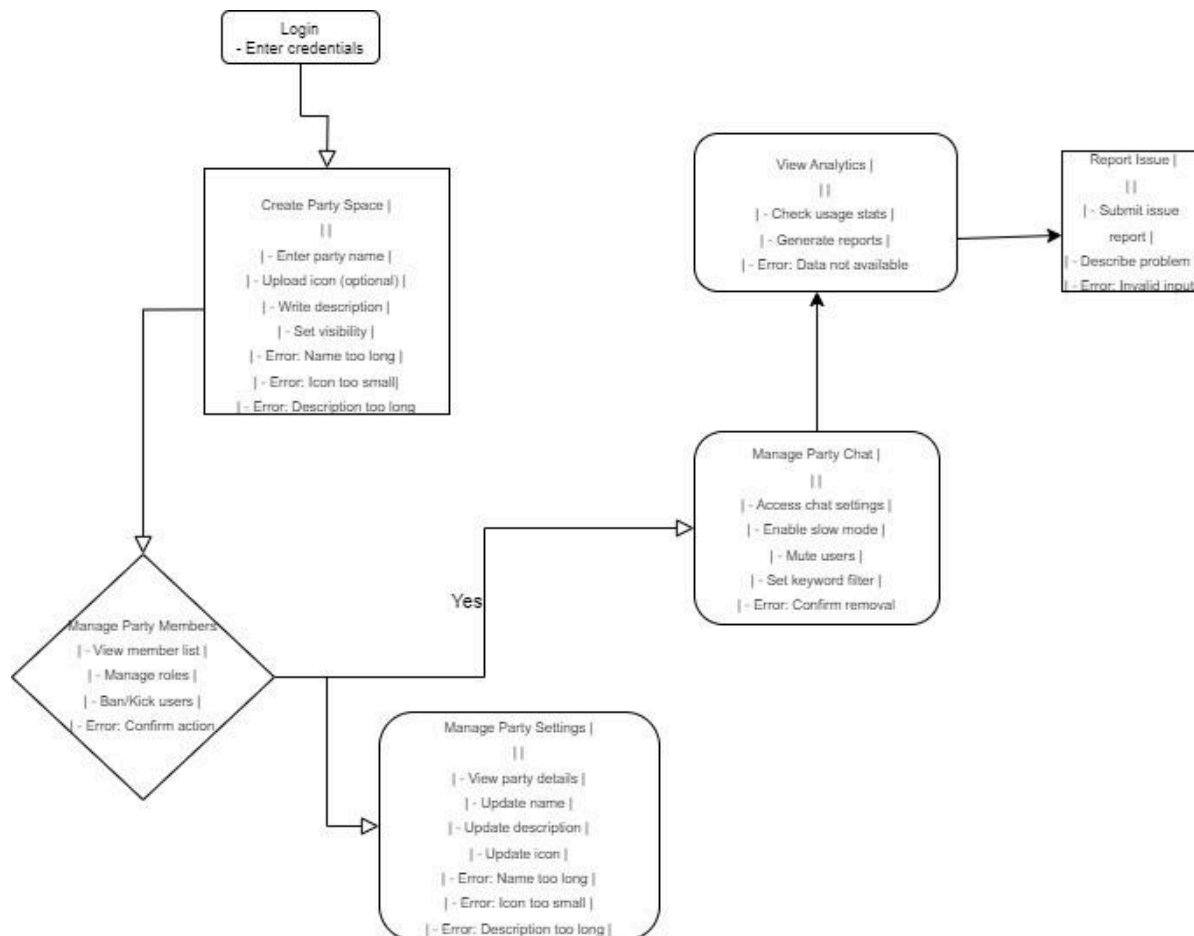 Login
- Enter credentials
Create Party Space |
| |
| - Enter party name |
| - Upload icon (optional) |
| - Write description |
| - Set visibility |
| - Error: Name too long |
| - Error: Icon too small|
| - Error: Description too long
Manage Party Members
| - View member list |
| - Manage roles |
| - Ban/Kick users |
| - Error: Confirm action
Yes
Manage Party Settings |
| |
| - View party details |
| - Update name |
| - Update description |
| - Update icon |
| - Error: Name too long |
| - Error: Icon too small |
| - Error: Description too long |
Manage Party Chat |
| |
| - Access chat settings |
| - Enable slow mode |
| - Mute users |
| - Set keyword filter |
| - Error: Confirm removal
View Analytics |
| |
| - Check usage stats |
| - Generate reports |
| - Error: Data not available
Report Issue |
| |
| - Submit issue
report |
| - Describe problem
| - Error: Invalid input